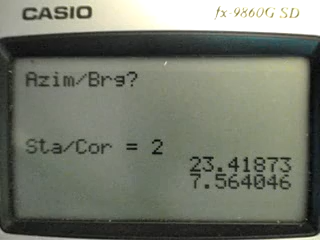 CASIO
fx-9860G SD
Azim/Brg?
Sta/Cor = 2
23.41873
7.564046